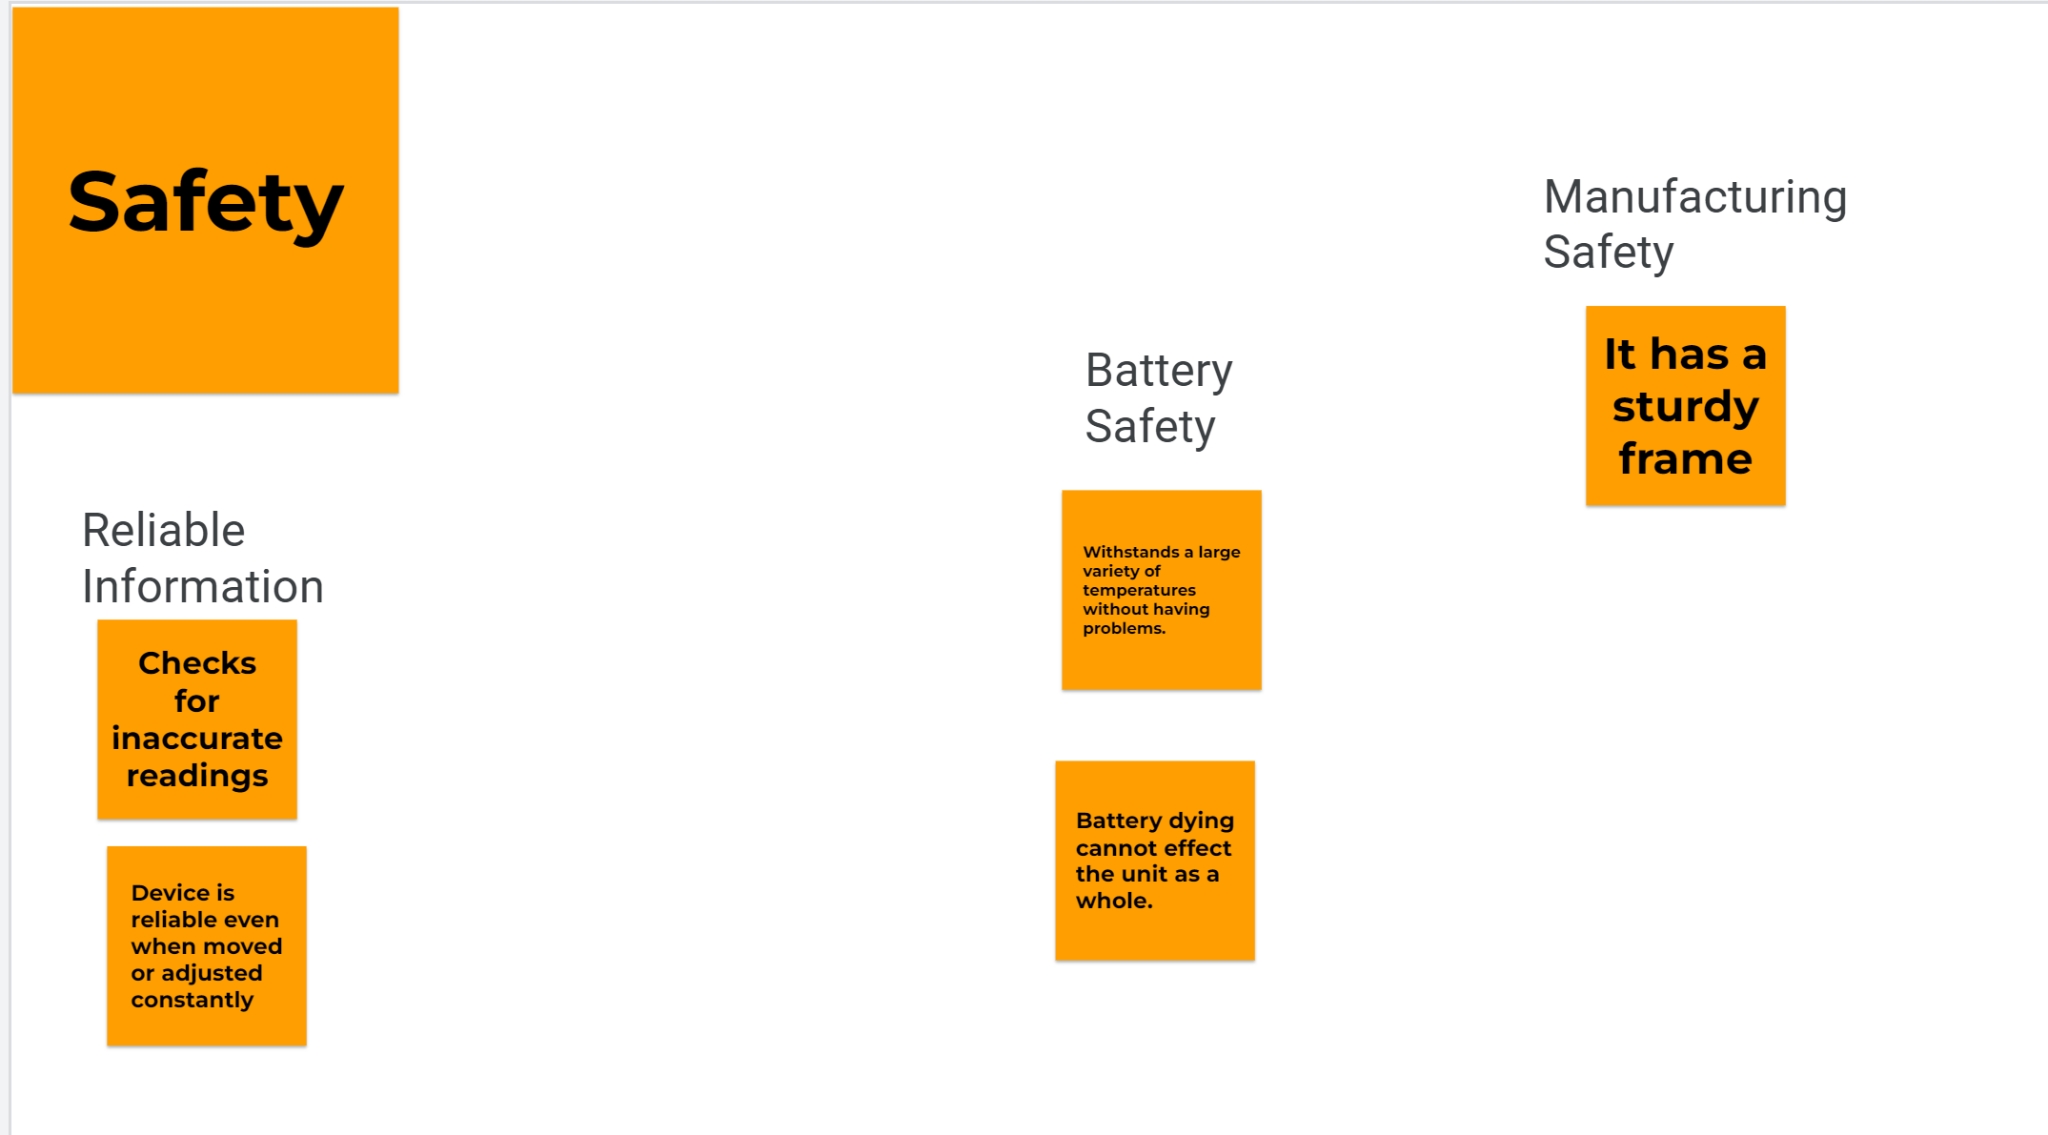 Safety
Reliable
Information
Checks
for
inaccurate
readings
Device is
reliable even
when moved
or adjusted
constantly
Battery
Safety
Withstands a large
variety of
temperatures
without having
problems.
Battery dying
cannot effect
the unit as a
whole.
Manufacturing
Safety
It has a
sturdy
frame